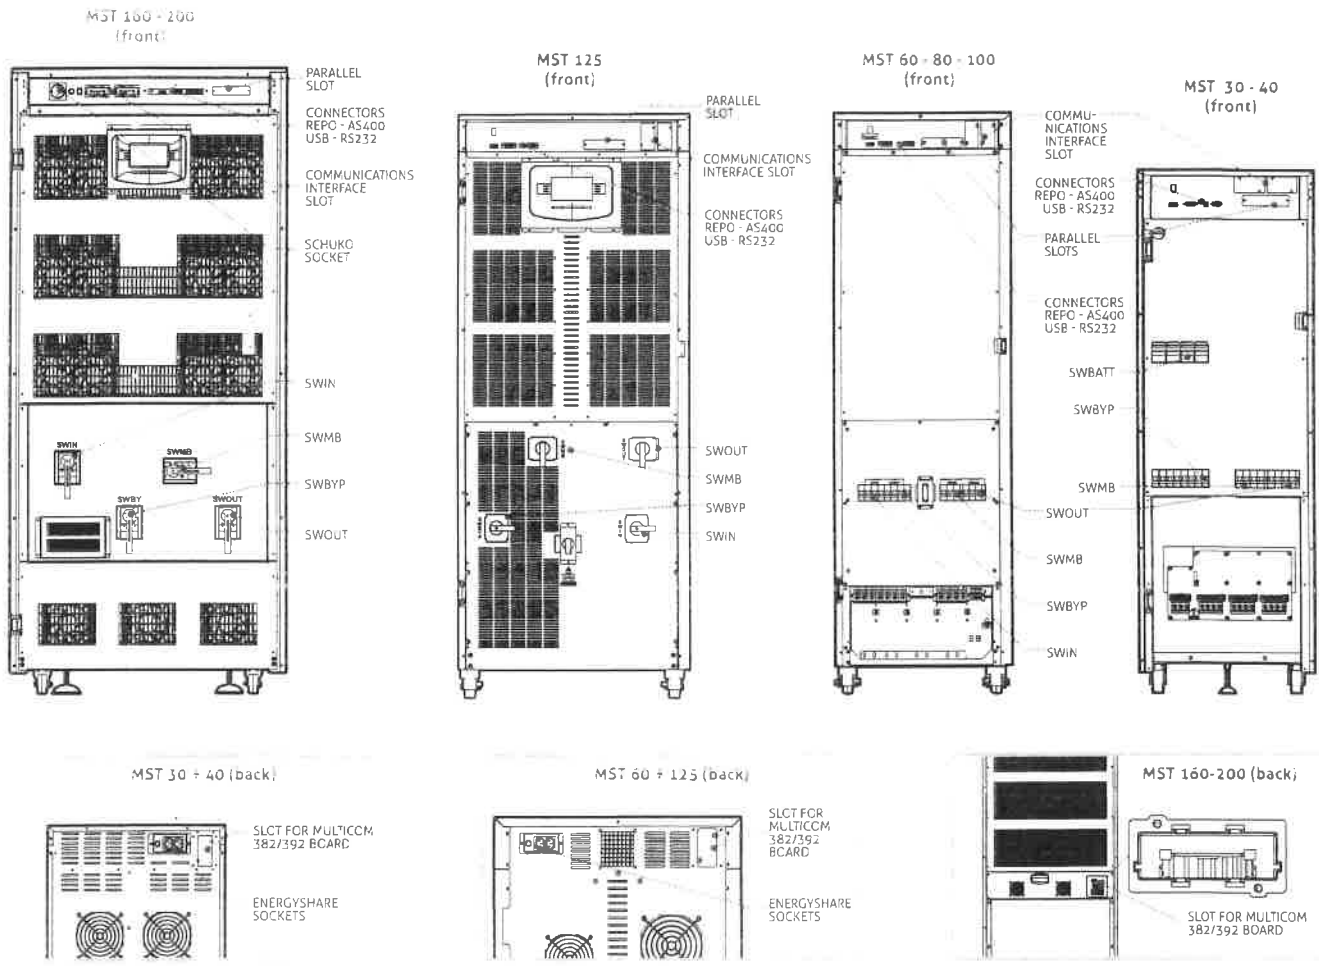 MST 160 - 200
(front)
PARALLEL
SLOT
CONNECTORS
REPO - AS400
USB - RS232
COMMUNICATIONS
INTERFACE
SLOT
SCHUKO
SOCKET
SWIN
SWMB
SWBYP
SWOUT
SWIN
SWMB
SWBY
SWOUT
MST 125
(front)
PARALLEL
SLOT
COMMUNICATIONS
INTERFACE SLOT
CONNECTORS
REPO - AS400
USB - RS232
SWOUT
SWMB
SWBYP
SWIN
MST 60 - 80 - 100
(front)
COMMU-
NICATIONS
INTERFACE
SLOT
CONNECTORS
REPO - AS400
USB - RS232
PARALLEL
SLOTS
CONNECTORS
REPO - AS400
USB - RS232
SWBATT
SWBYP
SWMB
SWOUT
SWMB
SWBYP
SWIN
MST 30 - 40
(front)
MST 30 ÷ 40 (back)
SLOT FOR MULTICOM
382/392 BOARD
ENERGYSHARE
SOCKETS
MST 60 ÷ 125 (back)
SLOT FOR
MULTICOM
382/392
BOARD
ENERGYSHARE
SOCKETS
MST 160-200 (back)
SLOT FOR MULTICOM
382/392 BOARD